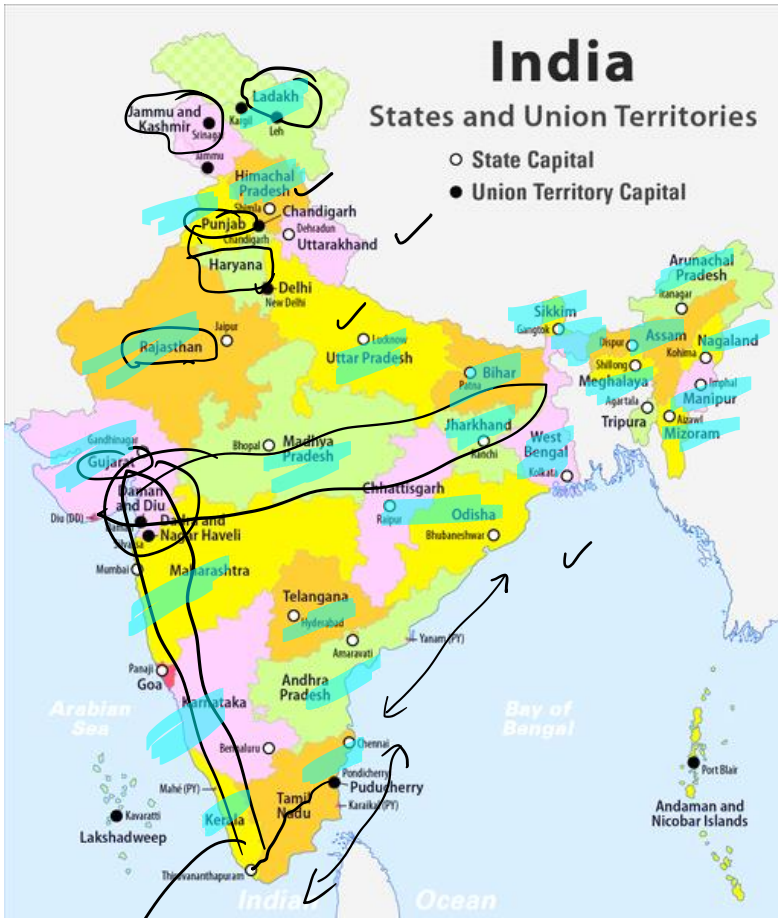 India
States and Union Territories
State Capital
Union Territory Capital
Ladakh
Kargil
Leh
Jammu and
Kashmir
Srinagar
Jammu
Himachal
Pradesh
Shimla
Punjab
Chandigarh
Chandigarh
Dehradun
Uttarakhand
Haryana
Delhi
New Delhi
Arunachal
Pradesh
Itanagar
Sikkim
Gangtok
Dispur
Assam
Nagaland
Kohima
Shillong
Meghalaya
Imphal
Manipur
Agartala
Tripura
Aizawl
Mizoram
Jaipur
Rajasthan
Lucknow
Uttar Pradesh
Bihar
Patna
Jharkhand
Ranchi
West
Bengal
Kolkata
Gandhinagar
Gujarat
Bhopal
Madhya
Pradesh
Chhattisgarh
Raipur
Odisha
Bhubaneshwar
Daman
and Diu
Diu (DD)
Dadra and
Nagar Haveli
Silvassa
Mumbai
Maharashtra
Telangana
Hyderabad
Amaravati
Yanam (PY)
Panaji
Goa
Karnataka
Andhra
Pradesh
Arabian
Sea
Bay of
Bengal
Bengaluru
Chennai
Mahé (PY)
Pondicherry
Puducherry
Karaikal (PY)
Tamil
Nadu
Kerala
Kavaratti
Lakshadweep
Port Blair
Andaman and
Nicobar Islands
Thiruvananthapuram
Indian Ocean